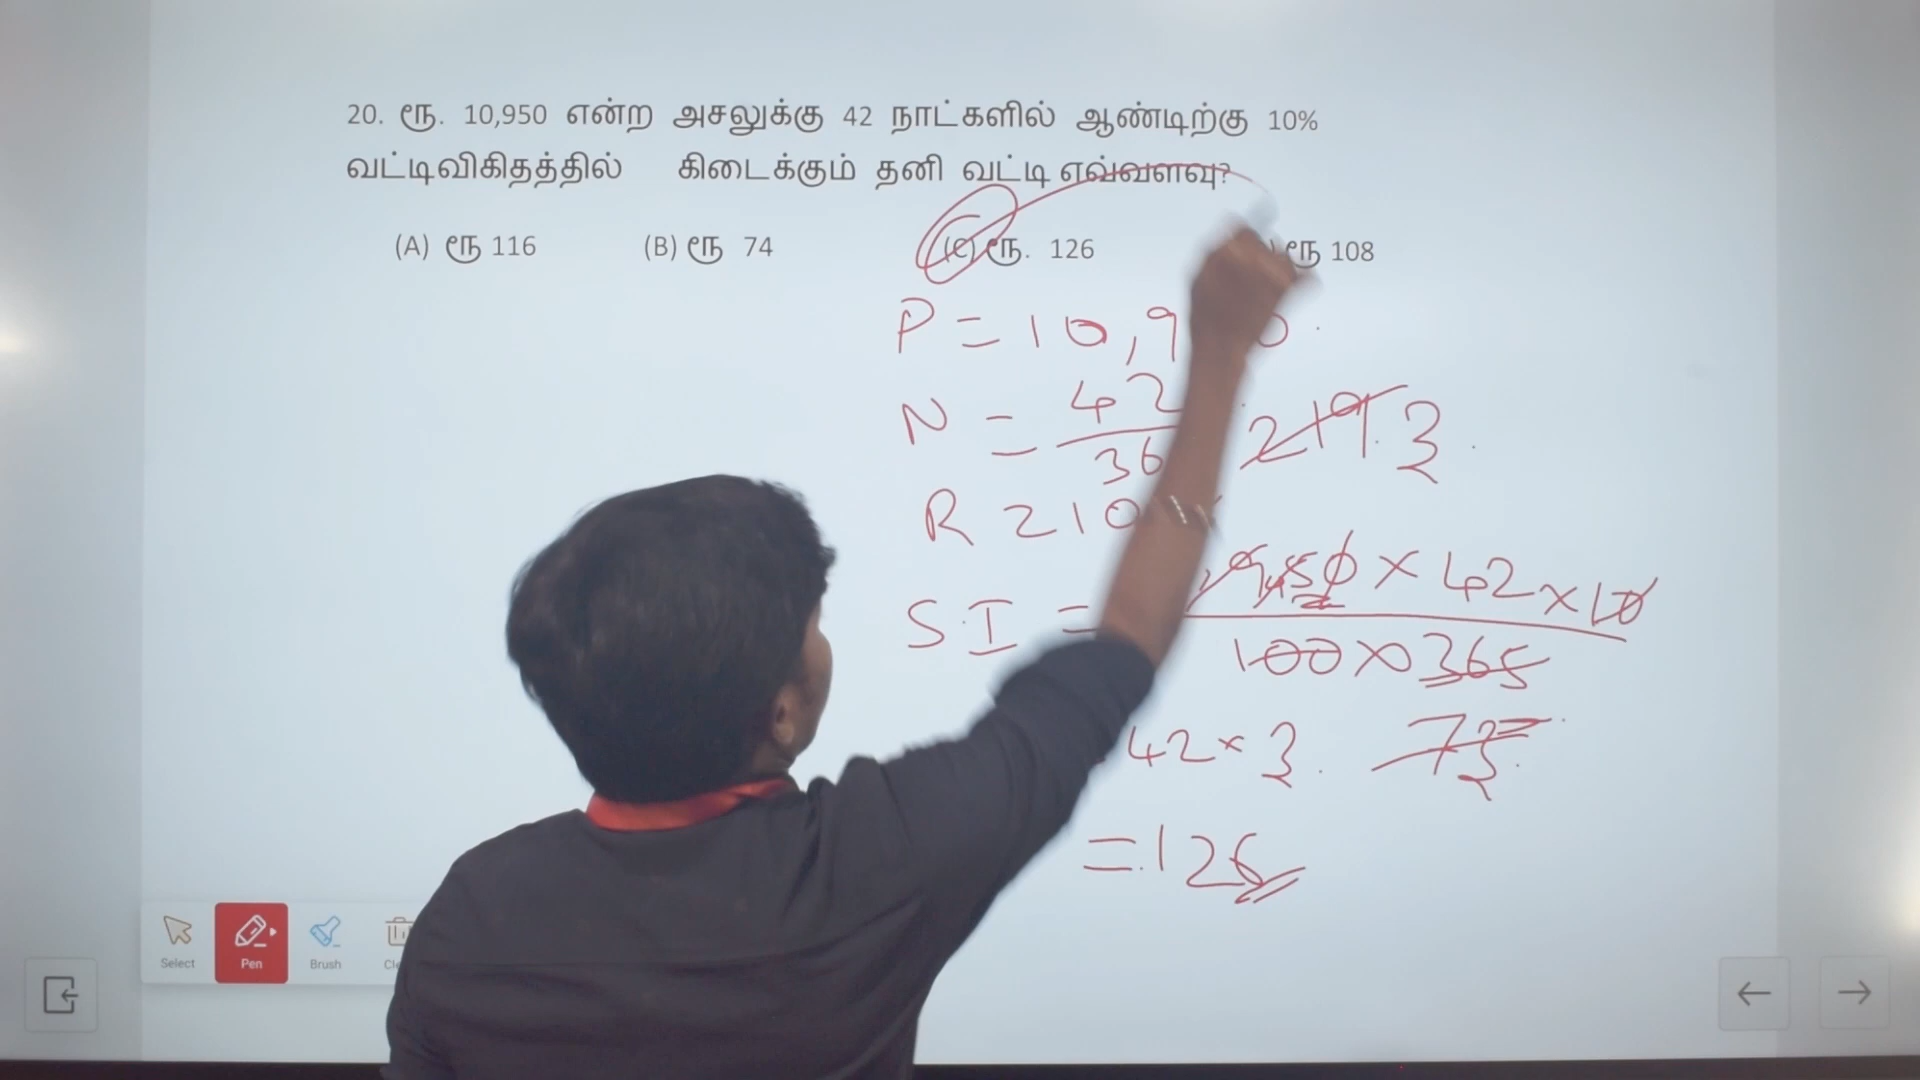 20. ரூ. 10,950 என்ற அசலுக்கு 42 நாட்களில் ஆண்டிற்கு 10%
வட்டிவிகிதத்தில் கிடைக்கும் தனி வட்டி எவ்வளவு?
(A) ரூ 116 (B) ரூ 74 (C) ரூ. 126 ரூ 108
P = 10,9
N = 42
36
219 3
R = 10
S.I =
950 × 42 × 10
100 × 365
42 × 3 73
= 126
Select Pen Brush